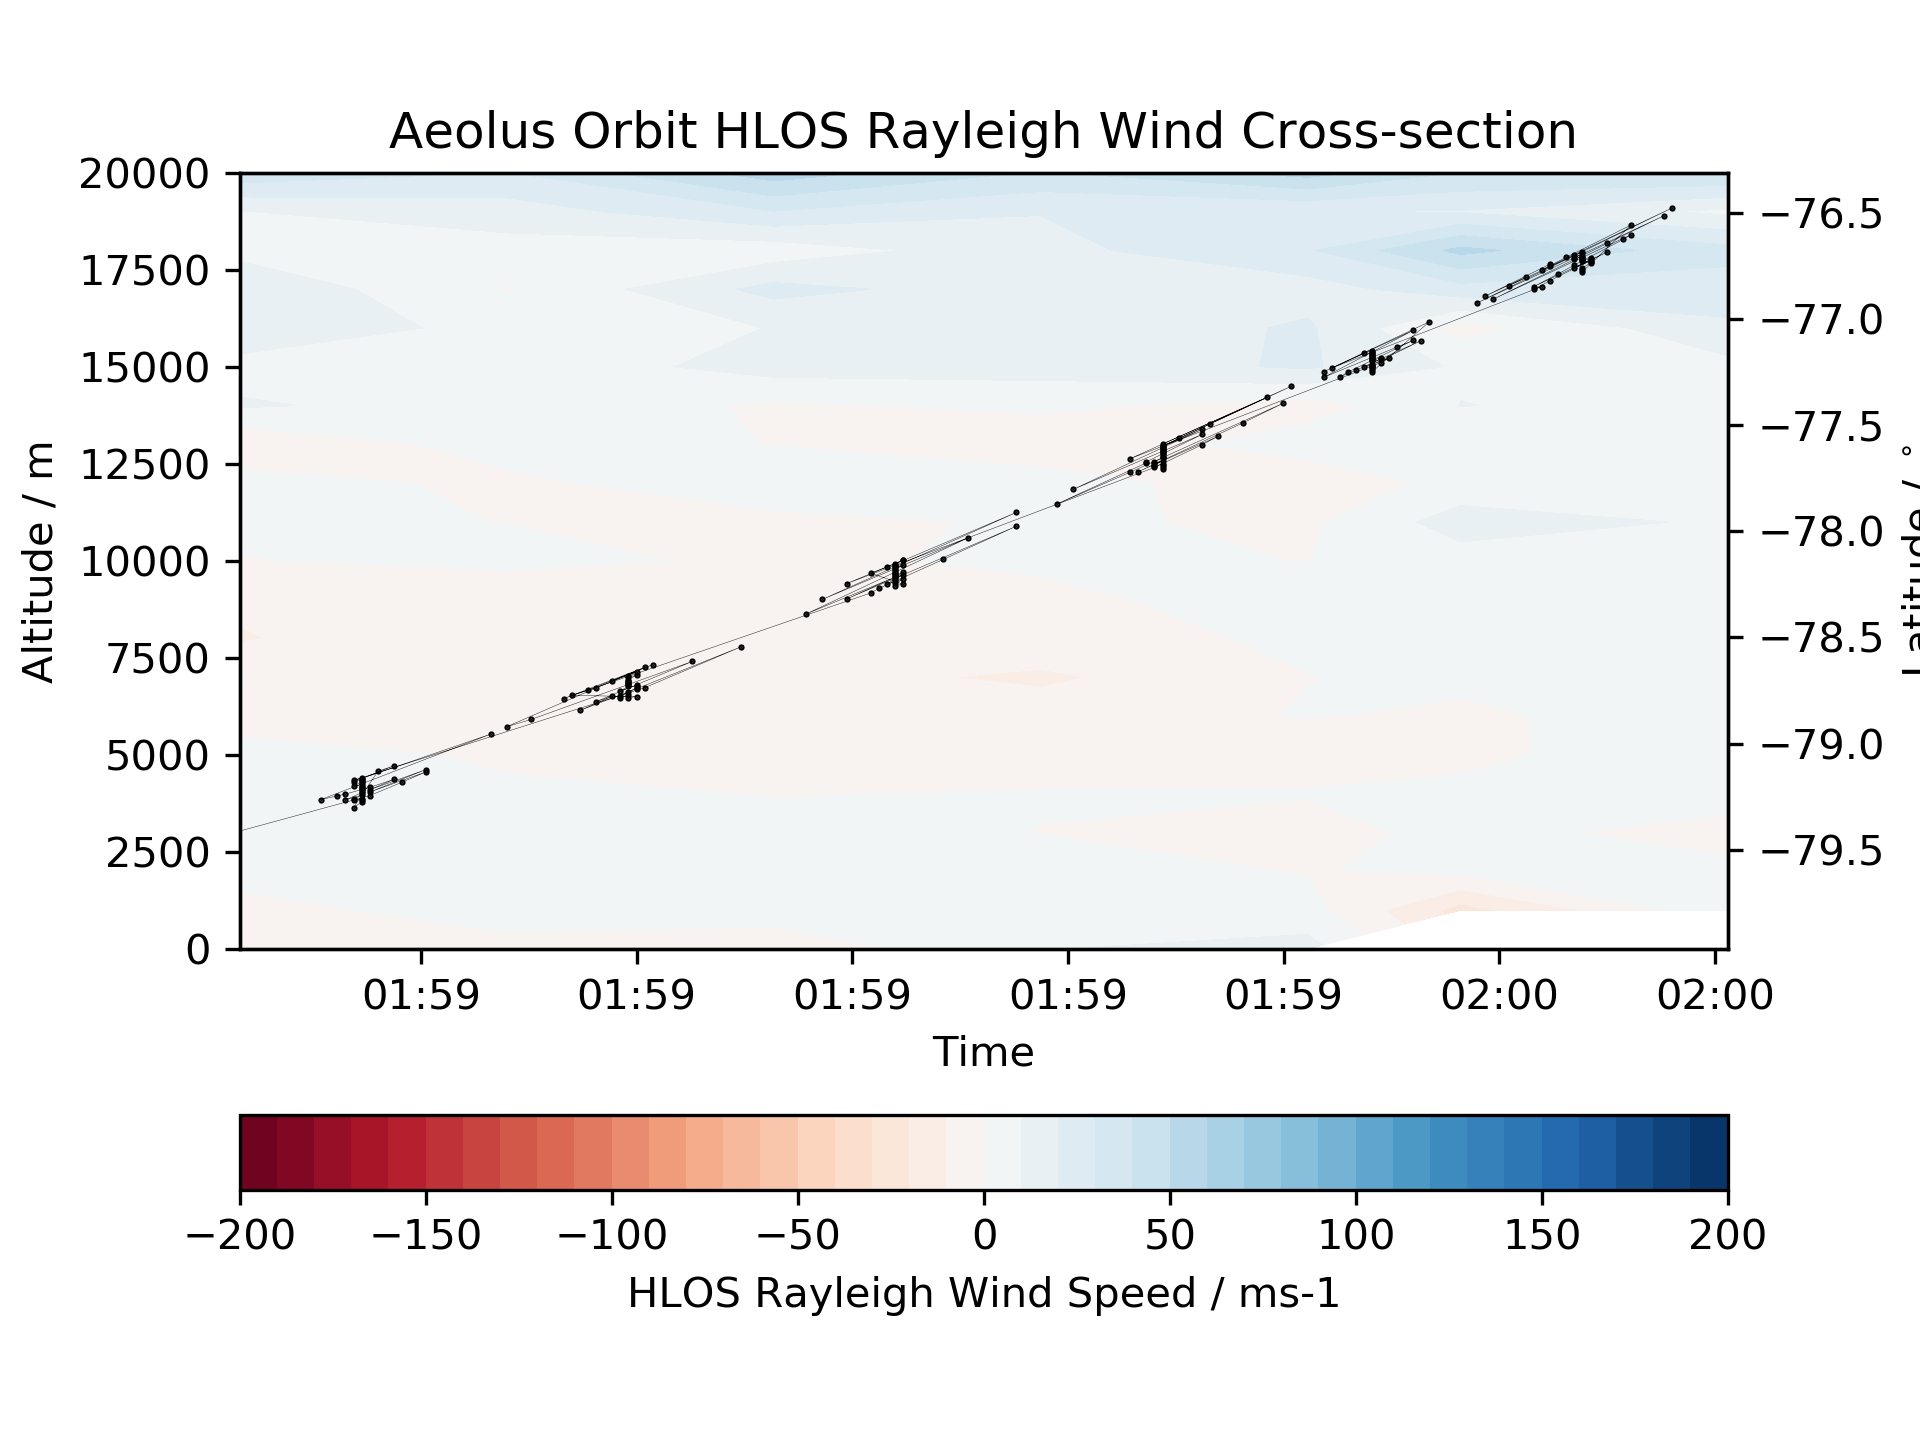 Aeolus Orbit HLOS Rayleigh Wind Cross-section
20000
17500
15000
12500
10000
7500
5000
2500
0
Altitude / m
−76.5
−77.0
−77.5
−78.0
−78.5
−79.0
−79.5
Latitude / °
01:59 01:59 01:59 01:59 01:59 02:00 02:00
Time
−200 −150 −100 −50 0 50 100 150 200
HLOS Rayleigh Wind Speed / ms-1